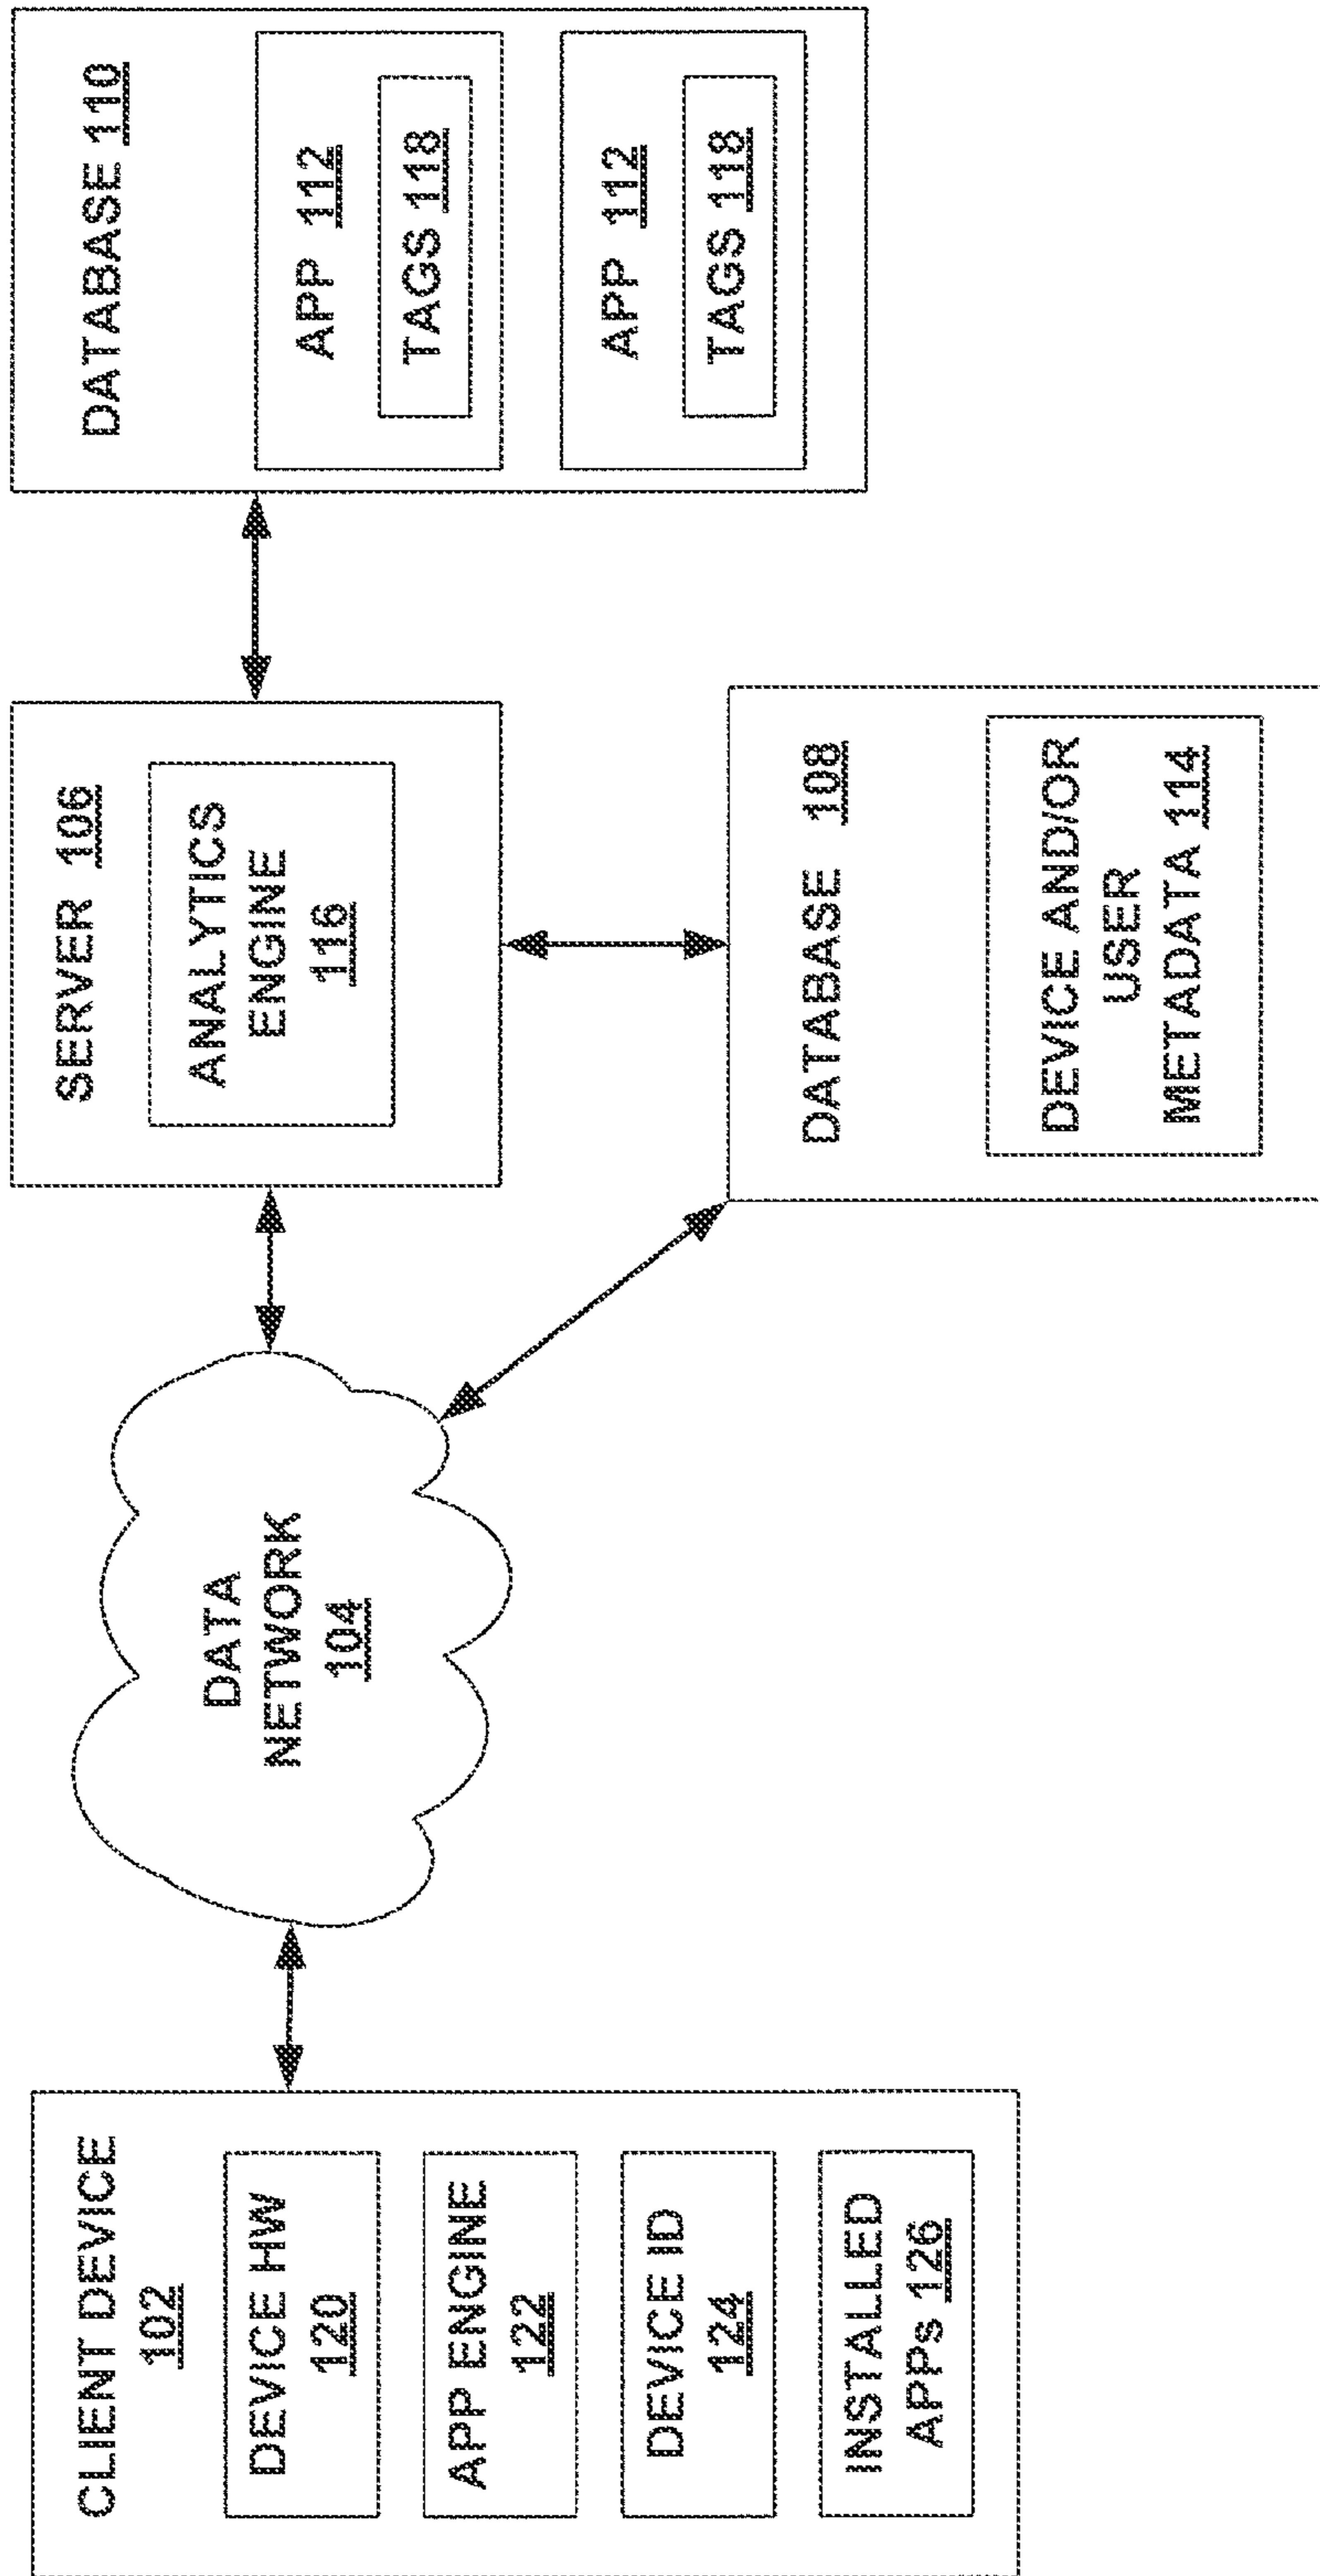 CLIENT DEVICE
102
DEVICE HW
120
APP ENGINE
122
DEVICE ID
124
INSTALLED
APPs 126
DATA
NETWORK
104
SERVER 106
ANALYTICS
ENGINE
116
DATABASE 108
DEVICE AND/OR
USER
METADATA 114
DATABASE 110
APP 112
TAGS 118
APP 112
TAGS 118